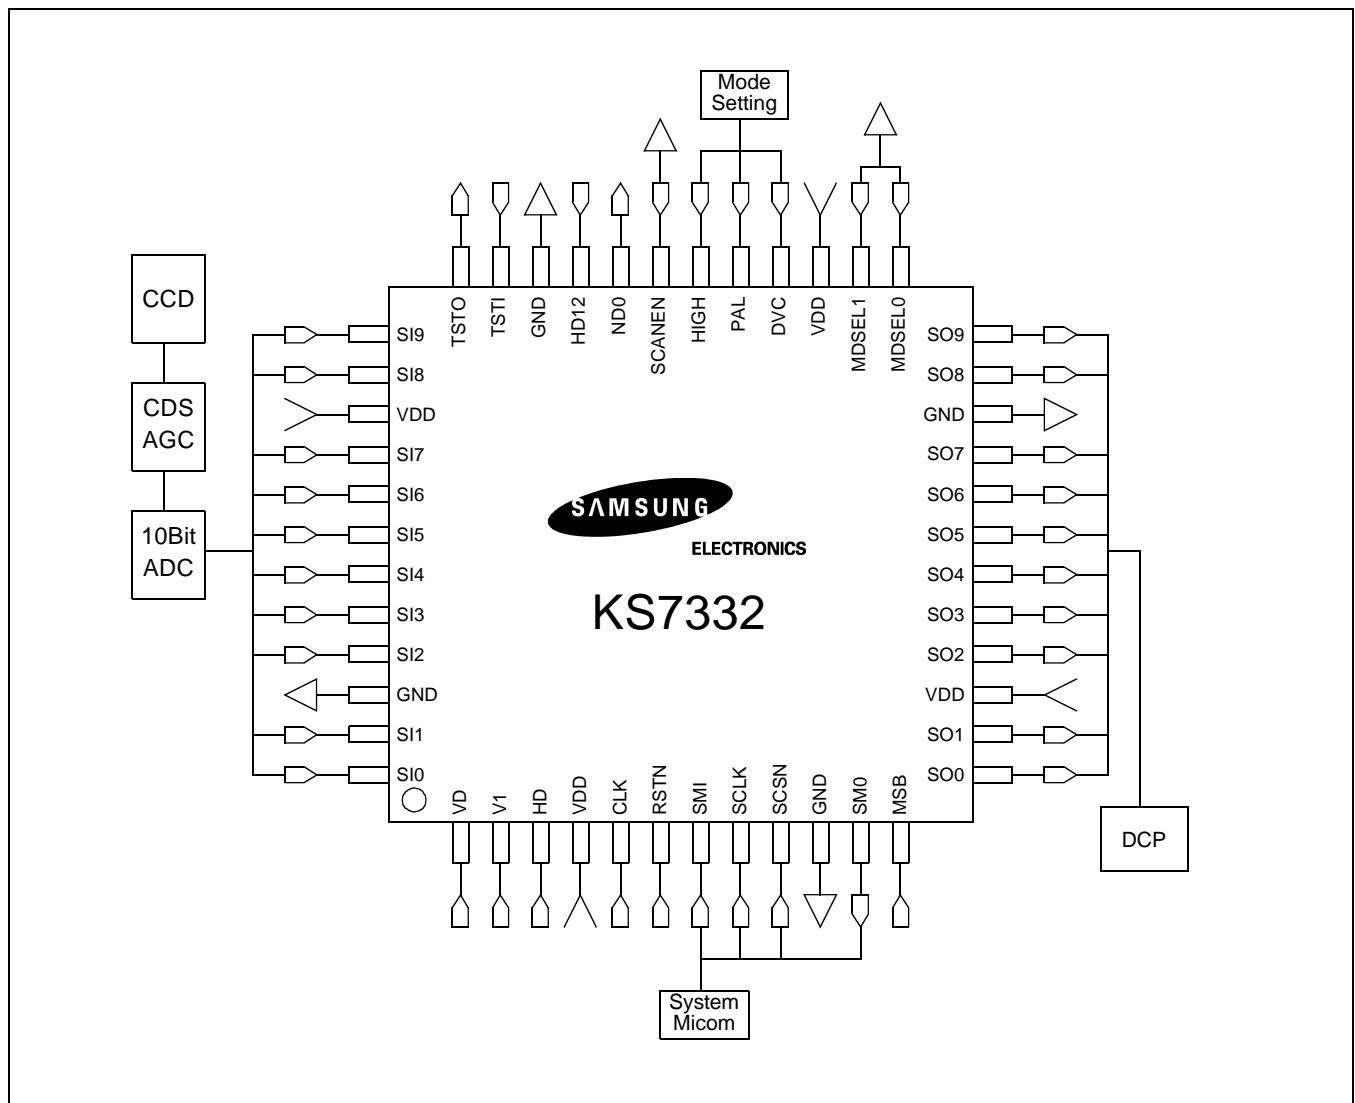 Mode
Setting
TSTO
TSTI
GND
HD12
ND0
SCANEN
HIGH
PAL
DVC
VDD
MDSEL1
MDSEL0
CCD
CDS
AGC
10Bit
ADC
SI9
SI8
VDD
SI7
SI6
SI5
SI4
SI3
SI2
GND
SI1
SI0
SAMSUNG
ELECTRONICS
KS7332
SO9
SO8
GND
SO7
SO6
SO5
SO4
SO3
SO2
VDD
SO1
SO0
DCP
VD
V1
HD
VDD
CLK
RSTN
SMI
SCLK
SCSN
GND
SM0
MSB
System
Micom